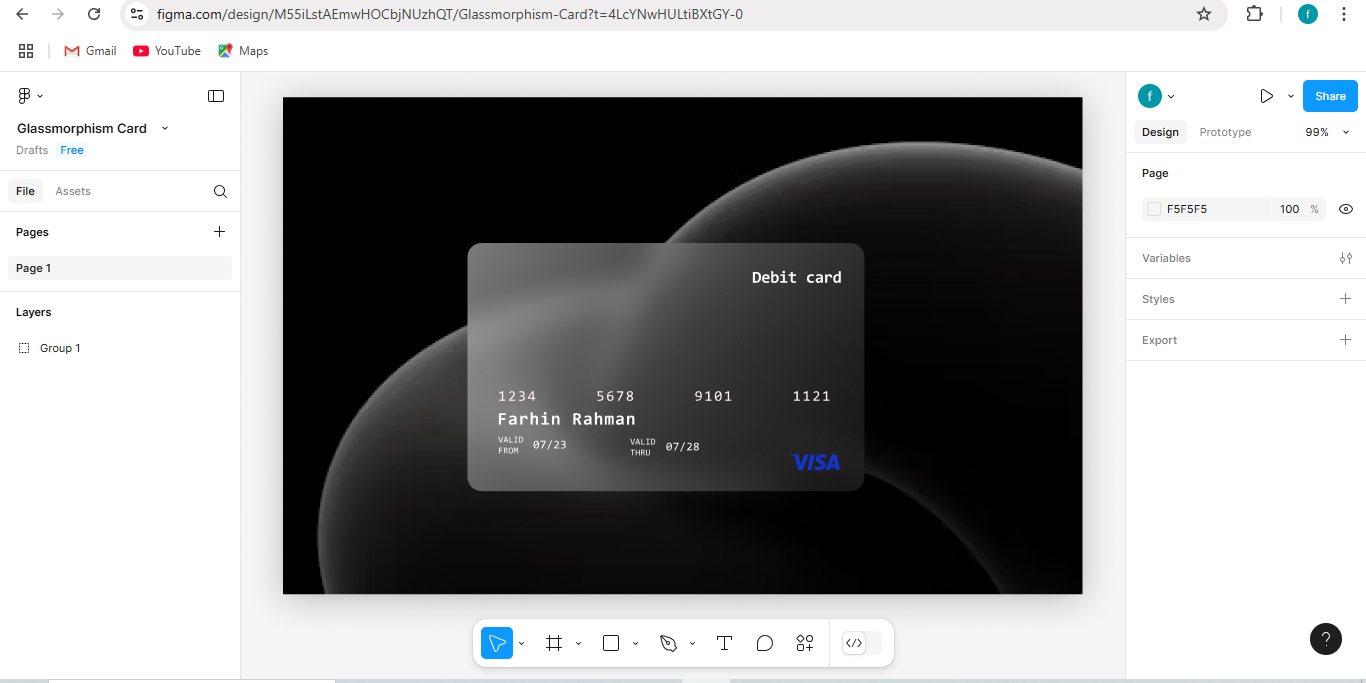 figma.com/design/M55iLstAEmwHOCbjNUzhQT/Glassmorphism-Card?t=4LcYNwHULtiBXtGY-0
f
Gmail
YouTube
Maps
Glassmorphism Card
Drafts Free
File Assets
Pages
Page 1
Layers
Group 1
Debit card
1234 5678 9101 1121
Farhin Rahman
VALID FROM 07/23
VALID THRU 07/28
VISA
f
Share
Design Prototype 99%
Page
F5F5F5 100 %
Variables
Styles
Export
?